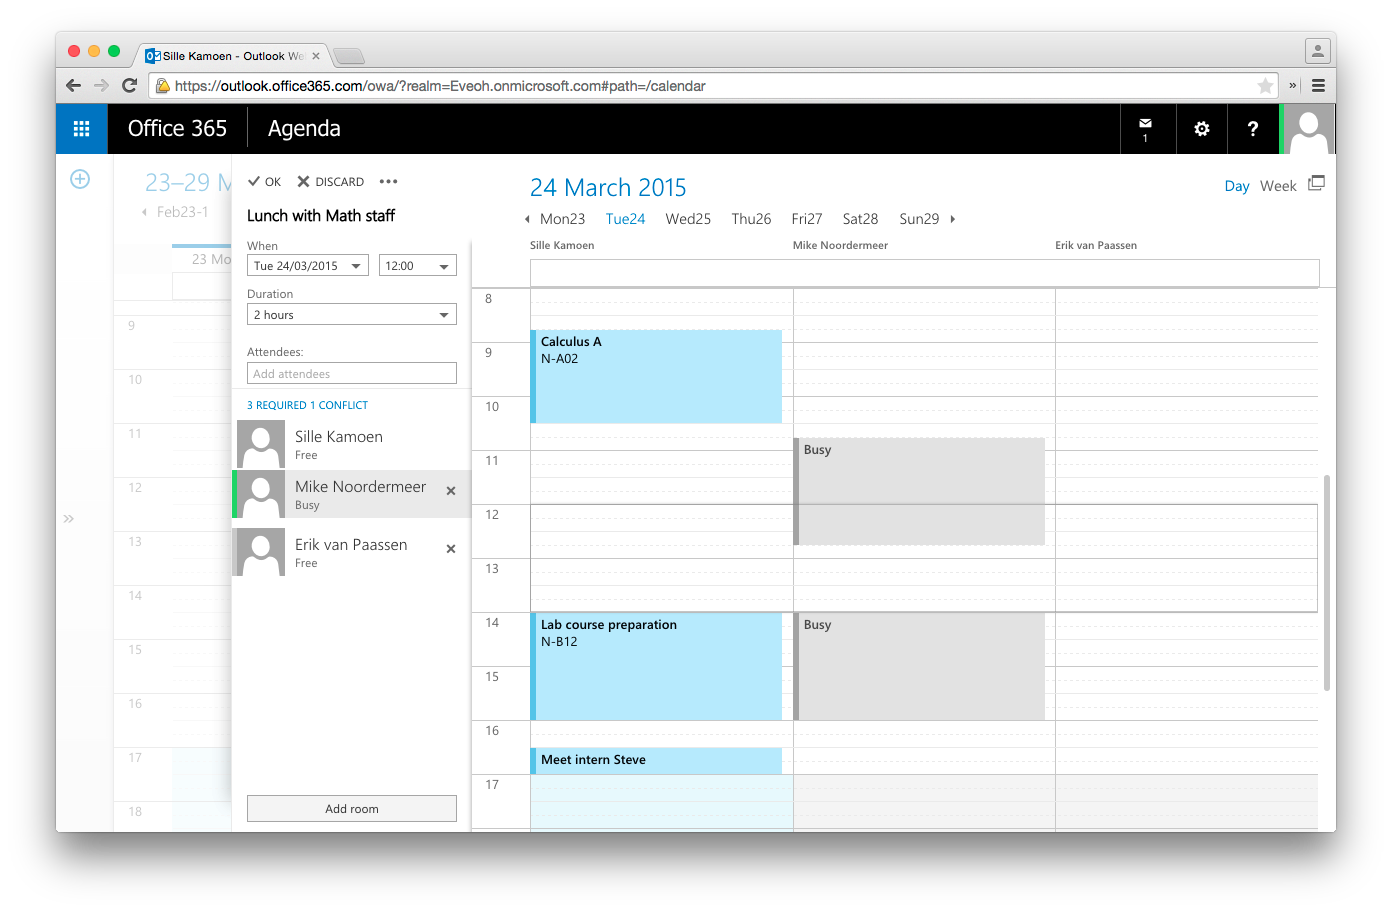 Sille Kamoen - Outlook We
https://outlook.office365.com/owa/?realm=Eveoh.onmicrosoft.com#path=/calendar
»
Office 365
Agenda
1
?
23–29 M
Feb23-1
23 Mo
9
10
11
12
13
14
15
16
17
18
»
OK
DISCARD
•••
Lunch with Math staff
When
Tue 24/03/2015
12:00
Duration
2 hours
Attendees:
Add attendees
3 REQUIRED 1 CONFLICT
Sille Kamoen
Free
Mike Noordermeer
Busy
Erik van Paassen
Free
Add room
24 March 2015
Day
Week
Mon23
Tue24
Wed25
Thu26
Fri27
Sat28
Sun29
Sille Kamoen
Mike Noordermeer
Erik van Paassen
8
Calculus A
9
N-A02
10
Busy
11
12
13
14
Lab course preparation
Busy
N-B12
15
16
Meet intern Steve
17